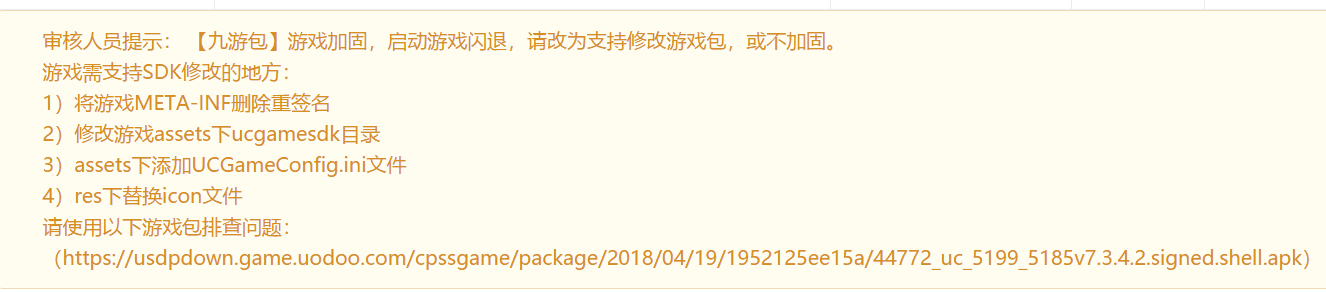 审核人员提示： 【九游包】游戏加固，启动游戏闪退，请改为支持修改游戏包，或不加固。
游戏需支持SDK修改的地方：
1）将游戏META-INF删除重签名
2）修改游戏assets下ucgamesdk目录
3）assets下添加UCGameConfig.ini文件
4）res下替换icon文件
请使用以下游戏包排查问题：
（https://usdpdown.game.uodoo.com/cpssgame/package/2018/04/19/1952125ee15a/44772_uc_5199_5185v7.3.4.2.signed.shell.apk）